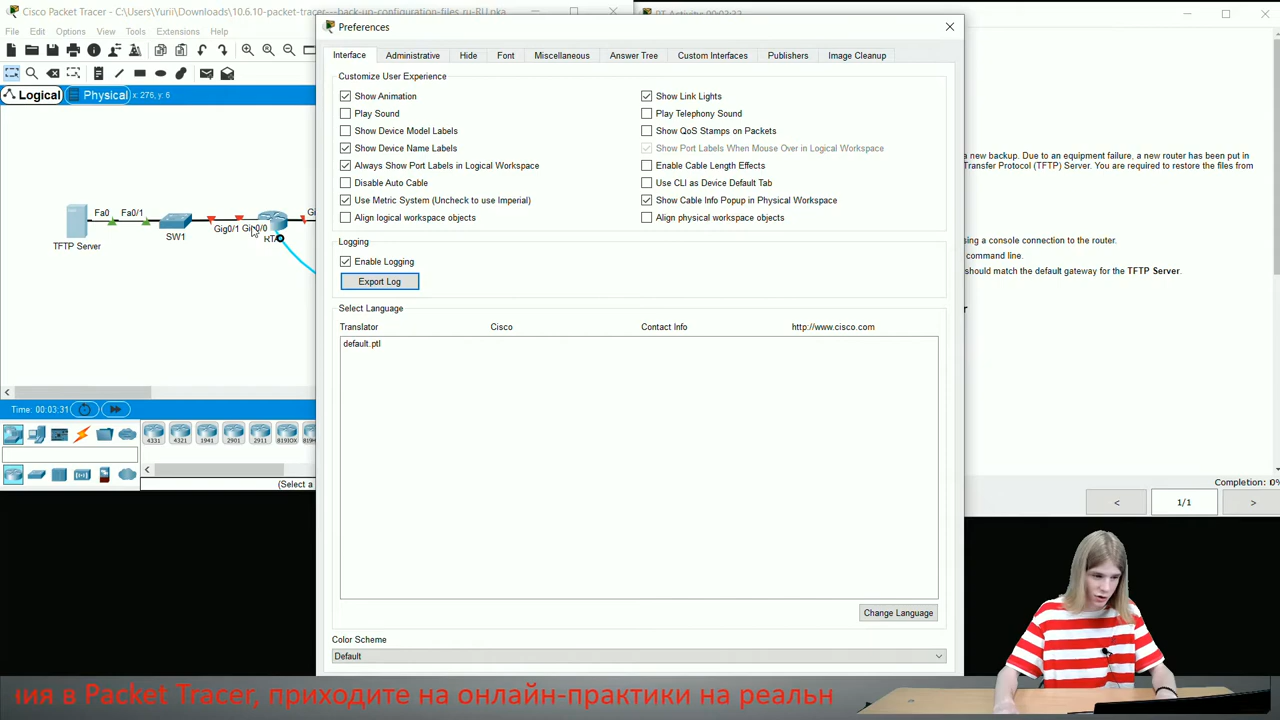 Cisco Packet Tracer - C:\Users\Yurii\Downloads\10.6.10-packet-tracer---back-up-configuration-files_ru-RU.pka
File Edit Options View Tools Extensions Help
Logical Physical x: 276, y: 6
Fa0 Fa0/1 Gig0/1 Gig0/0
TFTP Server SW1
Time: 00:03:31
4331 4321 1941 2901 2911 819IOX
(Select a
Preferences
Interface Administrative Hide Font Miscellaneous Answer Tree Custom Interfaces Publishers Image Cleanup
Customize User Experience
Show Animation
Play Sound
Show Device Model Labels
Show Device Name Labels
Always Show Port Labels in Logical Workspace
Disable Auto Cable
Use Metric System (Uncheck to use Imperial)
Align logical workspace objects
Show Link Lights
Play Telephony Sound
Show QoS Stamps on Packets
Show Port Labels When Mouse Over in Logical Workspace
Enable Cable Length Effects
Use CLI as Device Default Tab
Show Cable Info Popup in Physical Workspace
Align physical workspace objects
Logging
Enable Logging
Export Log
Select Language
Translator Cisco Contact Info http://www.cisco.com
default.ptl
Change Language
Color Scheme
Default
a new backup. Due to an equipment failure, a new router has been put in
Transfer Protocol (TFTP) Server. You are required to restore the files from
sing a console connection to the router.
command line.
should match the default gateway for the TFTP Server.
Completion: 0%
< 1/1 >
ния в Packet Tracer, приходите на онлайн-практики на реальн